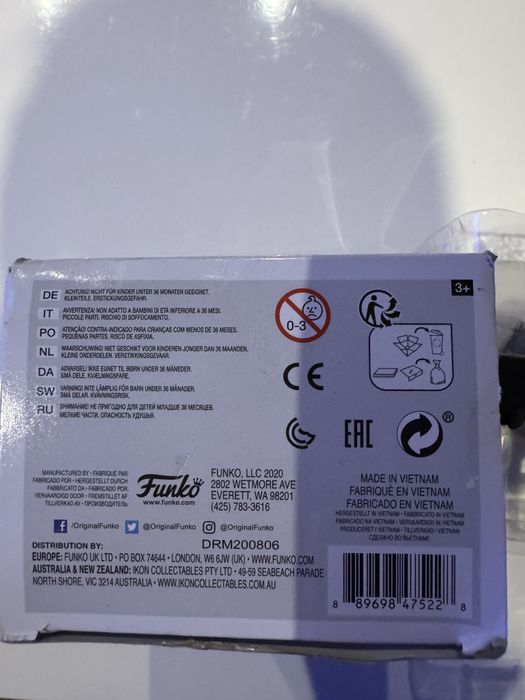 DE ACHTUNG! NICHT FÜR KINDER UNTER 36 MONATEN GEEIGNET.
KLEINTEILE. ERSTICKUNGSGEFAHR.
IT AVVERTENZA! NON ADATTO A BAMBINI DI ETÀ INFERIORE A 36 MESI.
PICCOLE PARTI. RISCHIO DI SOFFOCAMENTO.
PO ATENÇÃO! CONTRA-INDICADO PARA CRIANÇAS COM MENOS DE 36 MESES.
PEQUENAS PARTES. RISCO DE ASFIXIA.
NL WAARSCHUWING! NIET GESCHIKT VOOR KINDEREN JONGER DAN 36 MAANDEN.
KLEINE ONDERDELEN. VERSTIKKINGSGEVAAR.
DA ADVARSEL! IKKE EGNET TIL BØRN UNDER 36 MÅNEDER.
SMÅ DELE. KVÆLNINGSFARE.
SW VARNING! INTE LÄMPLIG FÖR BARN UNDER 36 MÅNADER.
SMÅ DELAR. KVÄVNINGSRISK.
RU ВНИМАНИЕ! НЕ ПРИГОДНО ДЛЯ ДЕТЕЙ МЛАДШЕ 36 МЕСЯЦЕВ.
МЕЛКИЕ ЧАСТИ. ОПАСНОСТЬ УДУШЬЯ.
0-3
3+
CE
EAC
®
MANUFACTURED BY • FABRIQUÉ PAR:
FABRICADO POR • HERGESTELLT DURCH:
FABBRICATO DA • FABRICADO POR:
VERVAARDIGD DOOR • FREMSTILLET AF
TILLVERKAD AV • ПРОИЗВОДИТЕЛЬ:
Funko
www.funko.com
FUNKO, LLC 2020
2802 WETMORE AVE
EVERETT, WA 98201
(425) 783-3616
/OriginalFunko @OriginalFunko @OriginalFunko
DRM200806
DISTRIBUTION BY:
EUROPE: FUNKO UK LTD • PO BOX 74644 • LONDON, W6 6JW (UK) • WWW.FUNKO.COM
AUSTRALIA & NEW ZEALAND: IKON COLLECTABLES PTY LTD • 49-59 SEABEACH PARADE
NORTH SHORE, VIC 3214 AUSTRALIA • WWW.IKONCOLLECTABLES.COM.AU
MADE IN VIETNAM
FABRIQUÉ EN VIETNAM
FABRICADO EN VIETNAM
HERGESTELLT IN VIETNAM • FABBRICATO IN VIETNAM
FABRICADO NA VIETNAM • VERVAARDIGD IN VIETNAM
PRODUCERET I VIETNAM • TILLVERKAD I VIETNAM
СДЕЛАНО ВО ВЬЕТНАМЕ
8 89698 47522 8